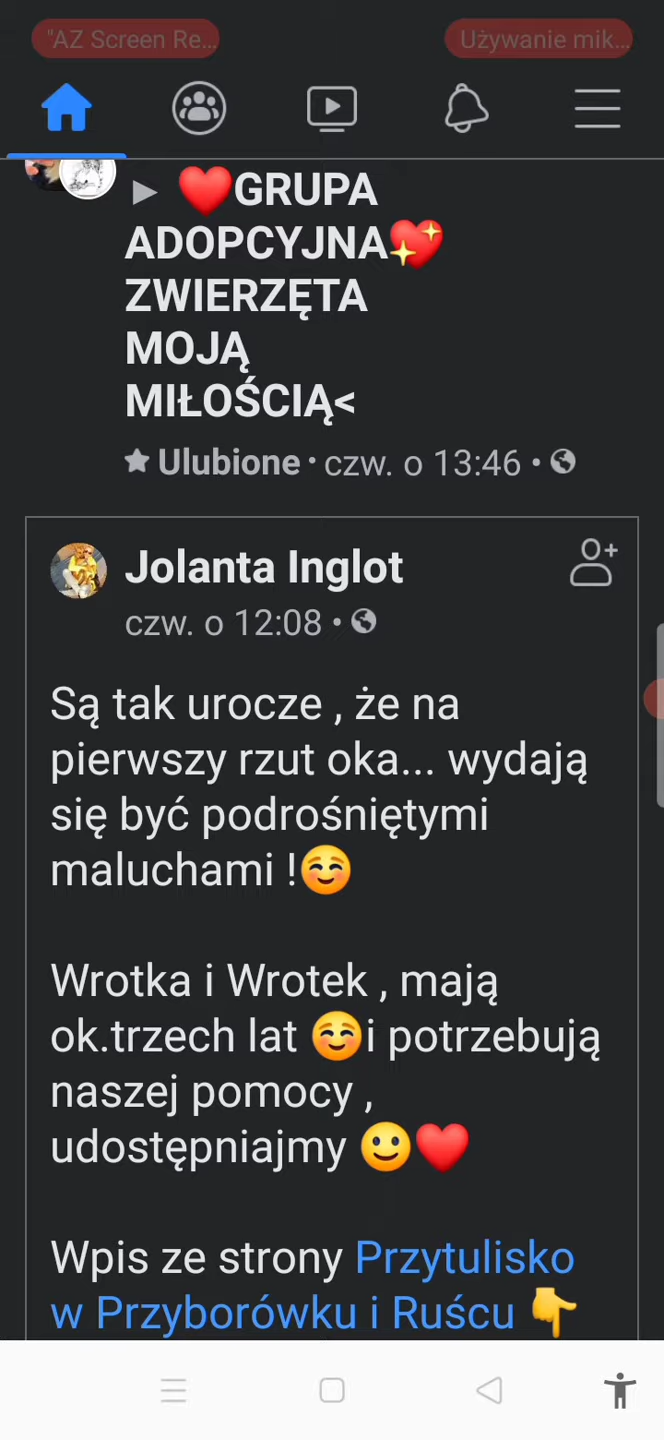 "AZ Screen Re...
Używanie mik...
▶ ❤️GRUPA
ADOPCYJNA💖
ZWIERZĘTA
MOJĄ
MIŁOŚCIĄ<
★ Ulubione · czw. o 13:46 •
Jolanta Inglot
czw. o 12:08 •
Są tak urocze , że na
pierwszy rzut oka... wydają
się być podrośniętymi
maluchami !☺️
Wrotka i Wrotek , mają
ok.trzech lat ☺️i potrzebują
naszej pomocy ,
udostępniajmy 🙂❤️
Wpis ze strony Przytulisko
w Przyborówku i Ruścu 👇